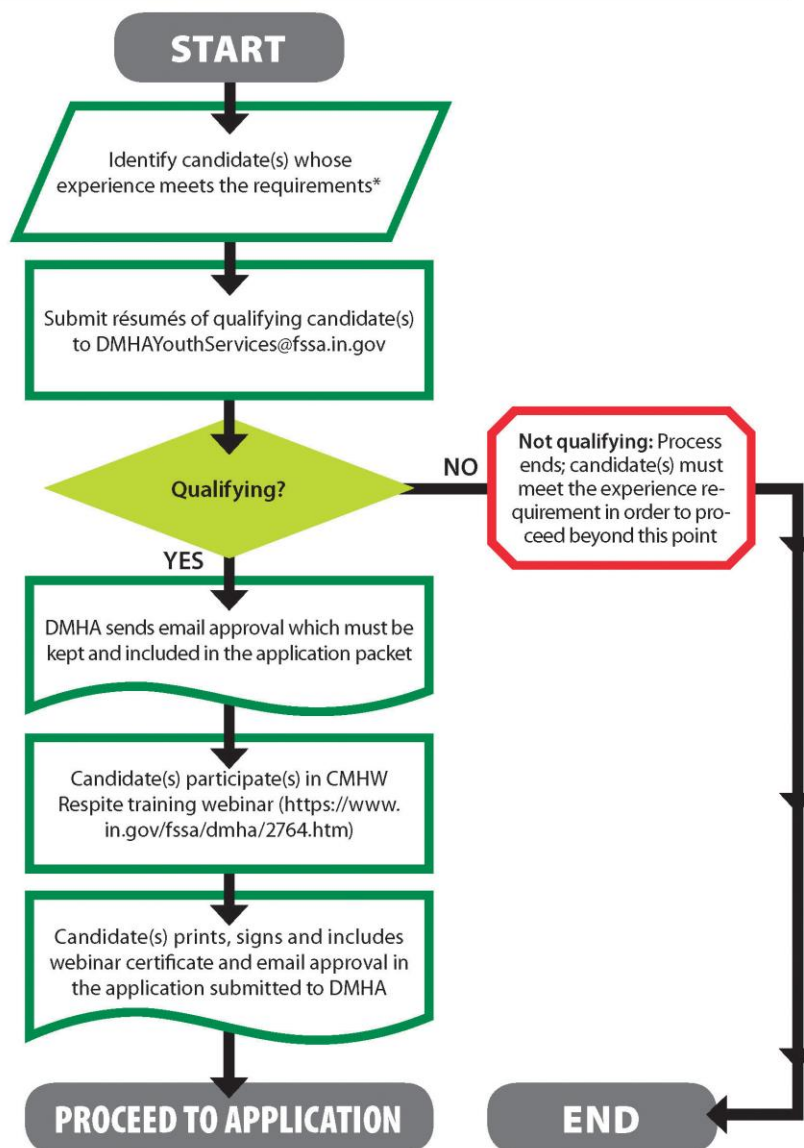 START
Identify candidate(s) whose
experience meets the requirements*
Submit résumés of qualifying candidate(s)
to DMHAYouthServices@fssa.in.gov
Qualifying?
NO
Not qualifying: Process
ends; candidate(s) must
meet the experience re-
quirement in order to pro-
ceed beyond this point
YES
DMHA sends email approval which must be
kept and included in the application packet
Candidate(s) participate(s) in CMHW
Respite training webinar (https://www.
in.gov/fssa/dmha/2764.htm)
Candidate(s) prints, signs and includes
webinar certificate and email approval in
the application submitted to DMHA
PROCEED TO APPLICATION
END